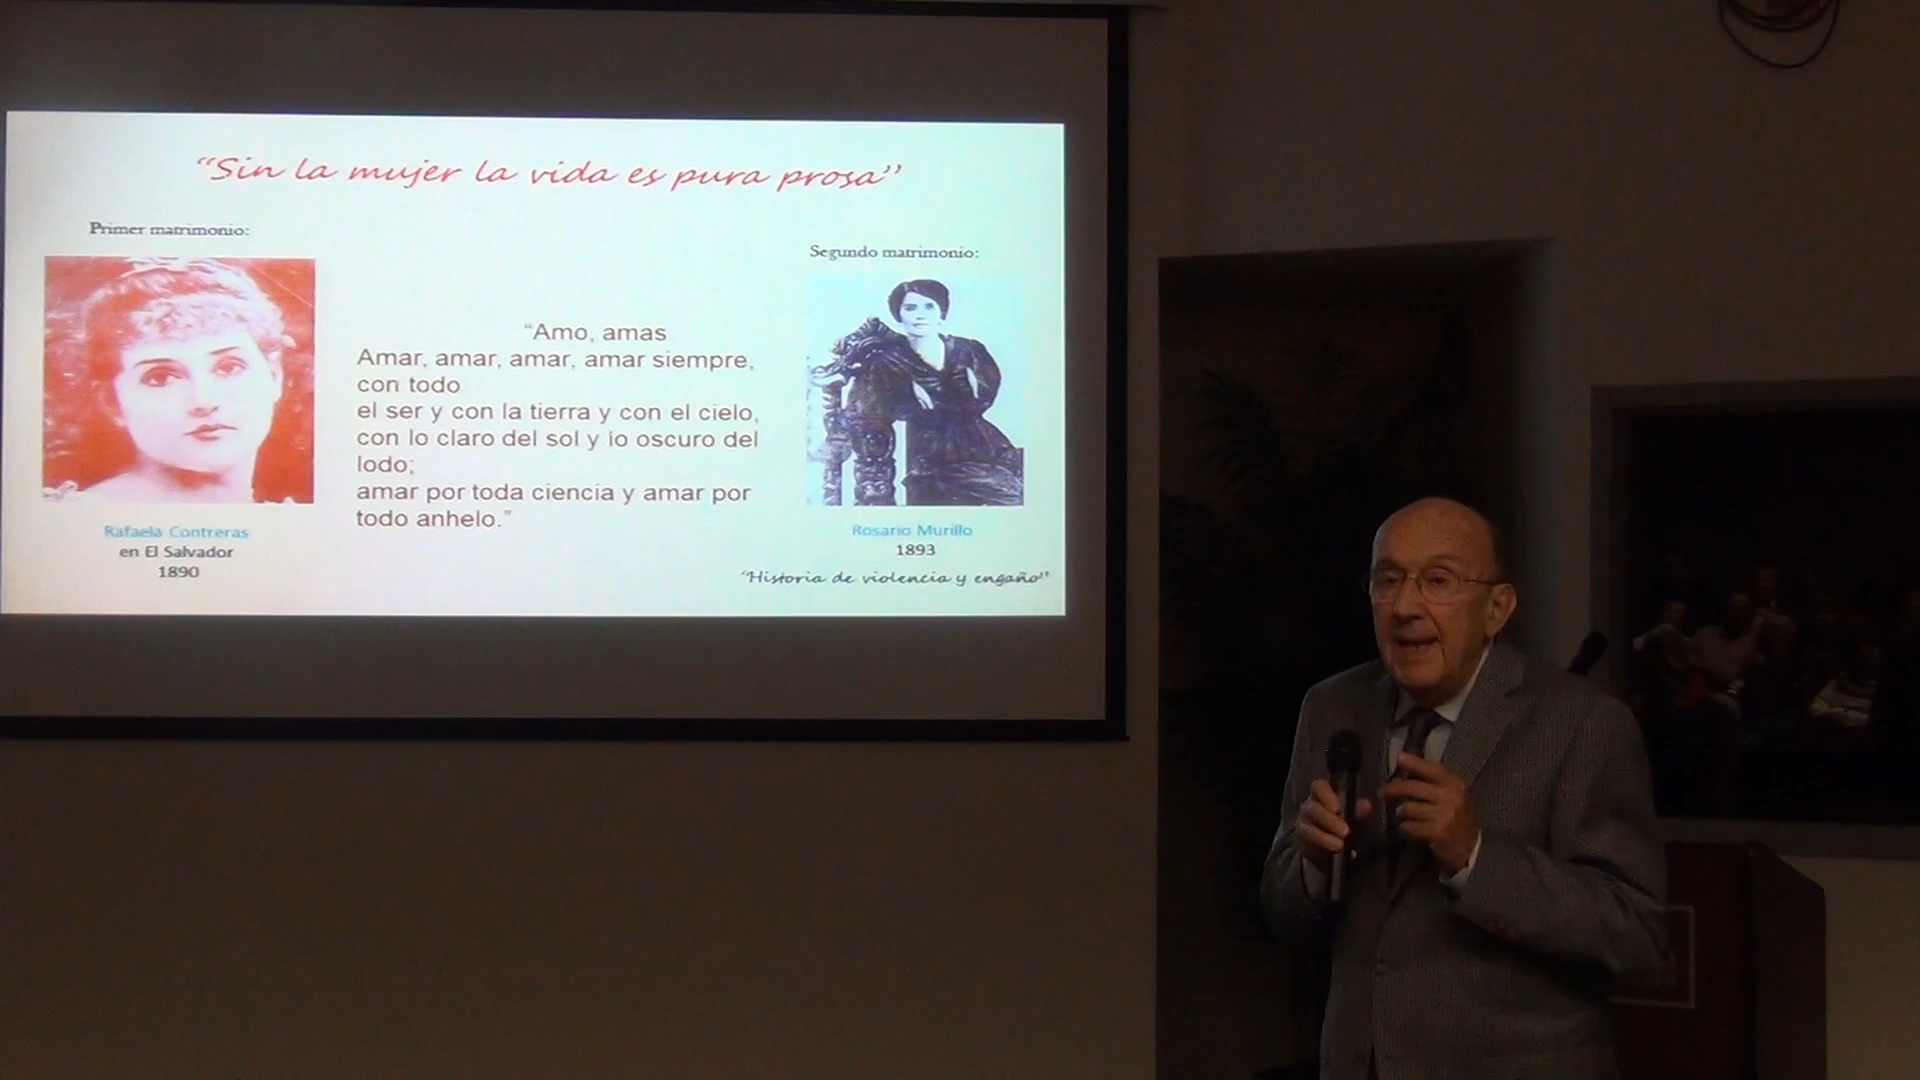 “Sin la mujer la vida es pura prosa”
Primer matrimonio:
Rafaela Contreras
en El Salvador
1890
“Amo, amas
Amar, amar, amar, amar siempre,
con todo
el ser y con la tierra y con el cielo,
con lo claro del sol y lo oscuro del
lodo;
amar por toda ciencia y amar por
todo anhelo.”
Segundo matrimonio:
Rosario Murillo
1893
“Historia de violencia y engaño”